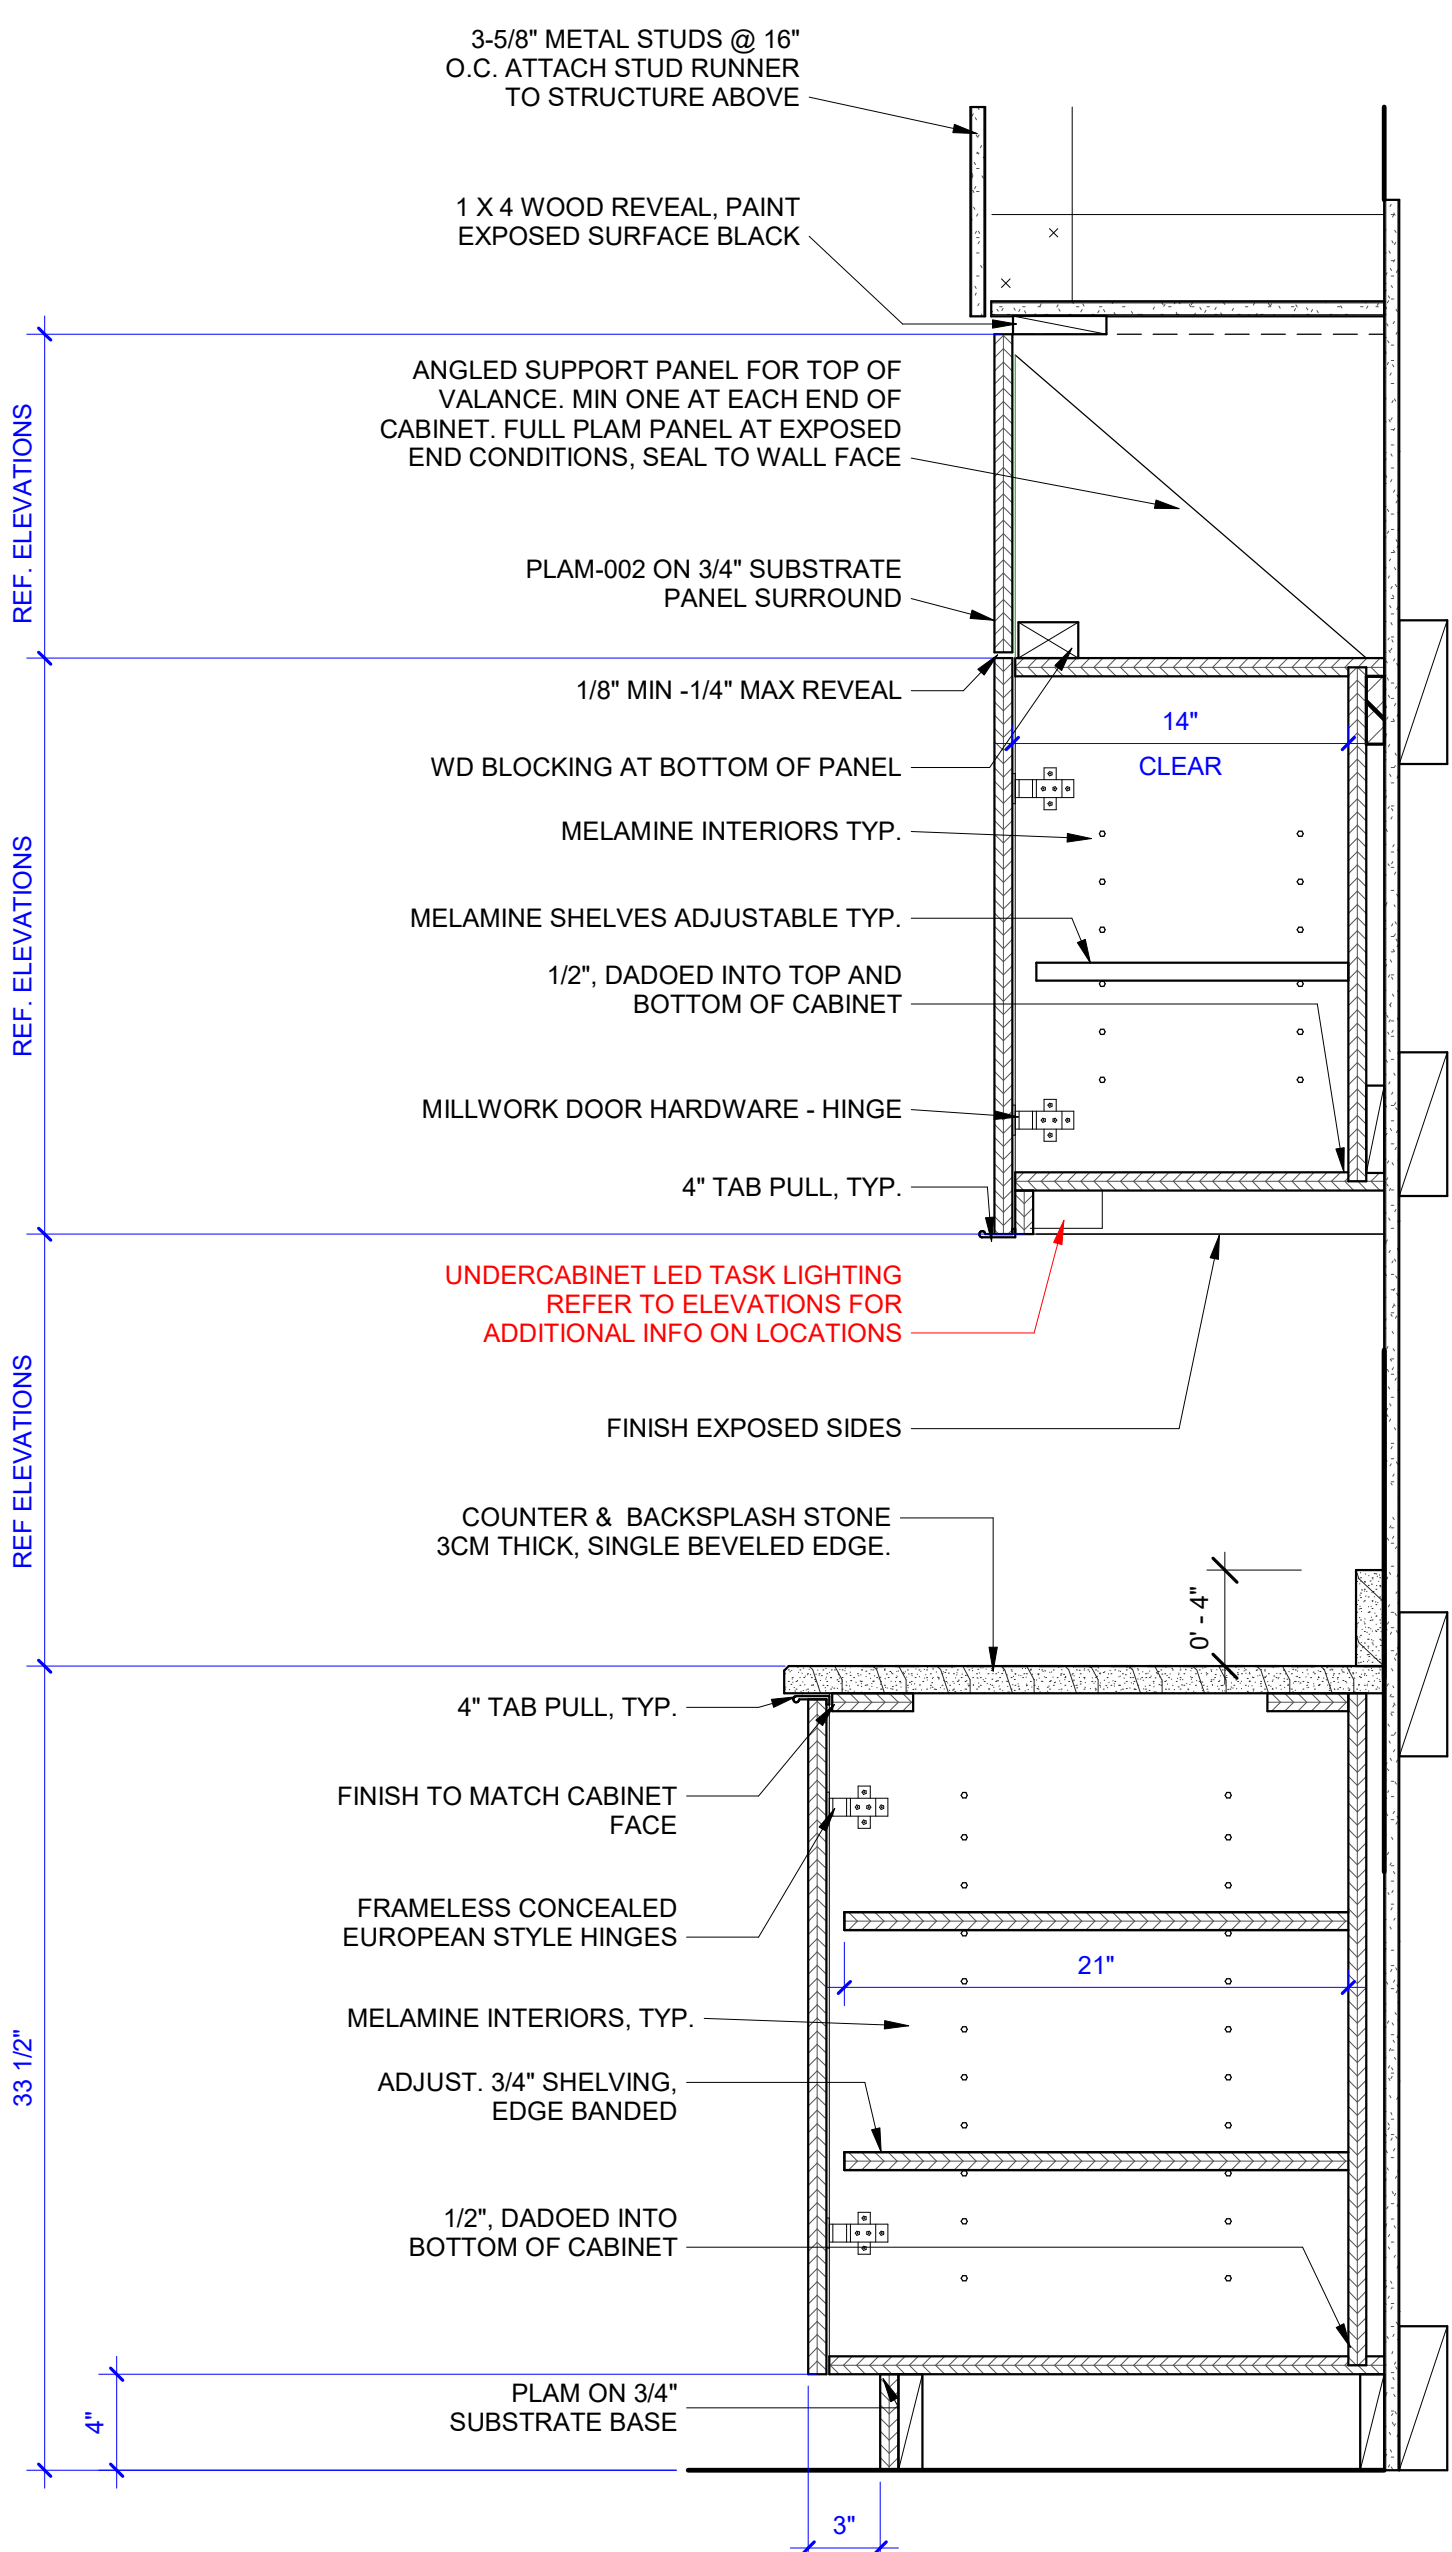 3-5/8" METAL STUDS @ 16"
O.C. ATTACH STUD RUNNER
TO STRUCTURE ABOVE
1 X 4 WOOD REVEAL, PAINT
EXPOSED SURFACE BLACK
ANGLED SUPPORT PANEL FOR TOP OF
VALANCE. MIN ONE AT EACH END OF
CABINET. FULL PLAM PANEL AT EXPOSED
END CONDITIONS, SEAL TO WALL FACE
REF. ELEVATIONS
PLAM-002 ON 3/4" SUBSTRATE
PANEL SURROUND
1/8" MIN -1/4" MAX REVEAL
14"
CLEAR
WD BLOCKING AT BOTTOM OF PANEL
MELAMINE INTERIORS TYP.
REF. ELEVATIONS
MELAMINE SHELVES ADJUSTABLE TYP.
1/2", DADOED INTO TOP AND
BOTTOM OF CABINET
MILLWORK DOOR HARDWARE - HINGE
4" TAB PULL, TYP.
UNDERCABINET LED TASK LIGHTING
REFER TO ELEVATIONS FOR
ADDITIONAL INFO ON LOCATIONS
REF ELEVATIONS
FINISH EXPOSED SIDES
COUNTER &  BACKSPLASH STONE
3CM THICK, SINGLE BEVELED EDGE.
0' - 4"
4" TAB PULL, TYP.
FINISH TO MATCH CABINET
FACE
FRAMELESS CONCEALED
EUROPEAN STYLE HINGES
21"
MELAMINE INTERIORS, TYP.
33 1/2"
ADJUST. 3/4" SHELVING,
EDGE BANDED
1/2", DADOED INTO
BOTTOM OF CABINET
PLAM ON 3/4"
SUBSTRATE BASE
4"
3"